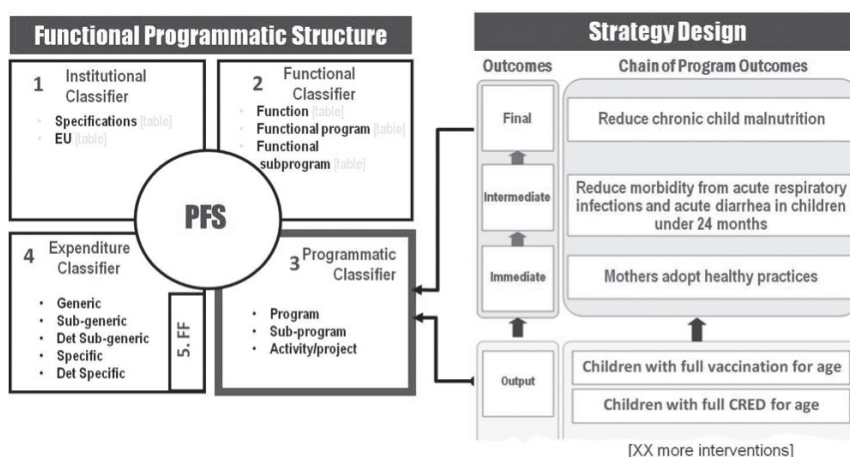 Functional Programmatic Structure
1 Institutional
Classifier
• Specifications [table]
• EU [table]
2 Functional
Classifier
• Function [table]
• Functional program [table]
• Functional
subprogram [table]
PFS
4 Expenditure
Classifier
• Generic
• Sub-generic
• Det Sub-generic
• Specific
• Det Specific
5. FF
3 Programmatic
Classifier
• Program
• Sub-program
• Activity/project
Strategy Design
Outcomes
Chain of Program Outcomes
Final
Reduce chronic child malnutrition
Intermediate
Reduce morbidity from acute respiratory
infections and acute diarrhea in children
under 24 months
Immediate
Mothers adopt healthy practices
Output
Children with full vaccination for age
Children with full CRED for age
[XX more interventions]